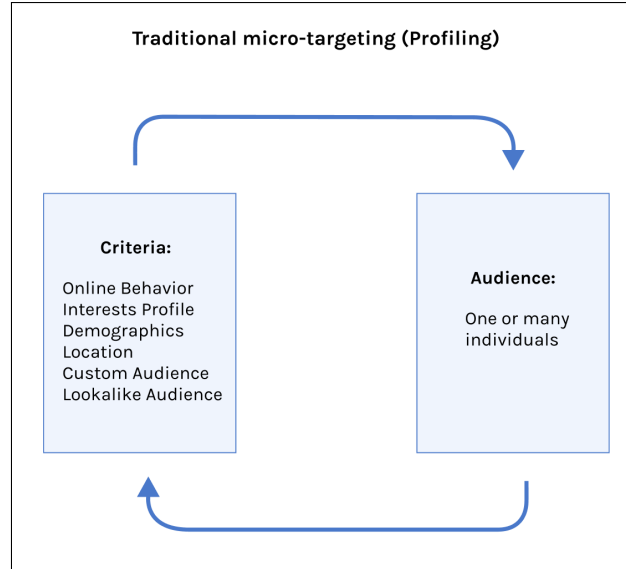 Traditional micro-targeting (Profiling)
Criteria:
Online Behavior
Interests Profile
Demographics
Location
Custom Audience
Lookalike Audience
Audience:
One or many
individuals